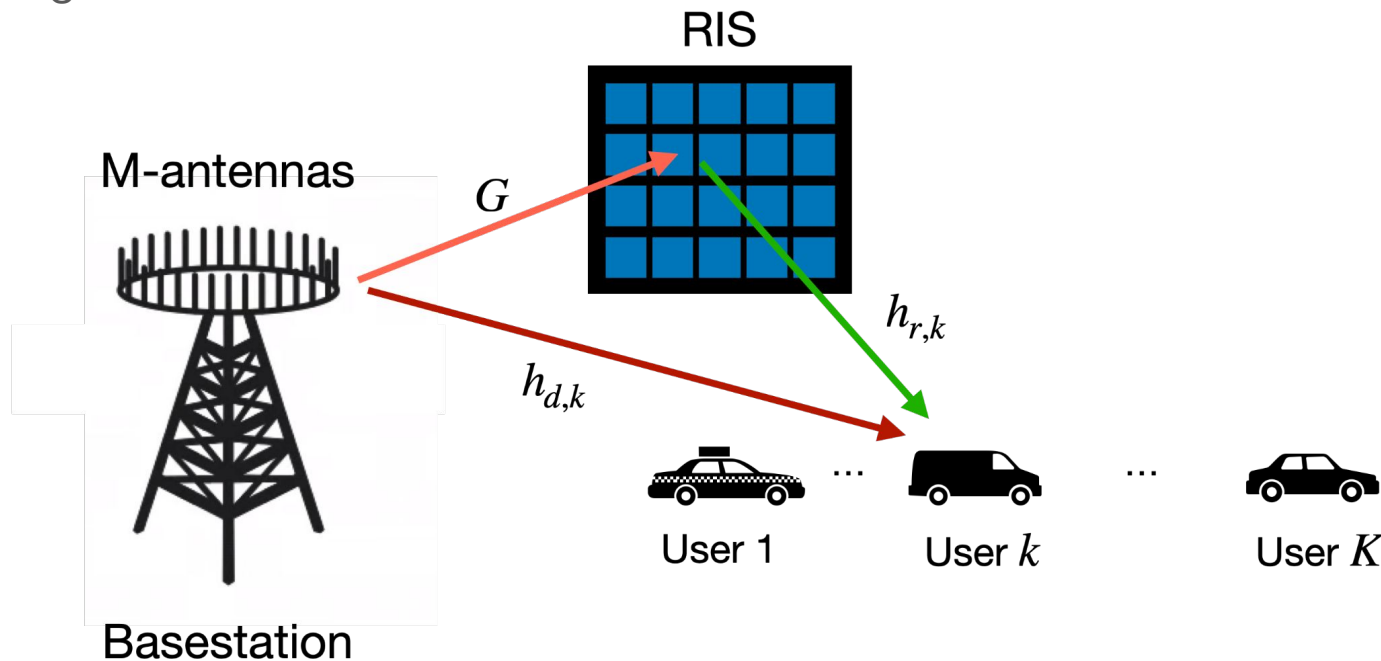 RIS
M-antennas
G
h_{r,k}
h_{d,k}
... ...
User 1 User k User K
Basestation